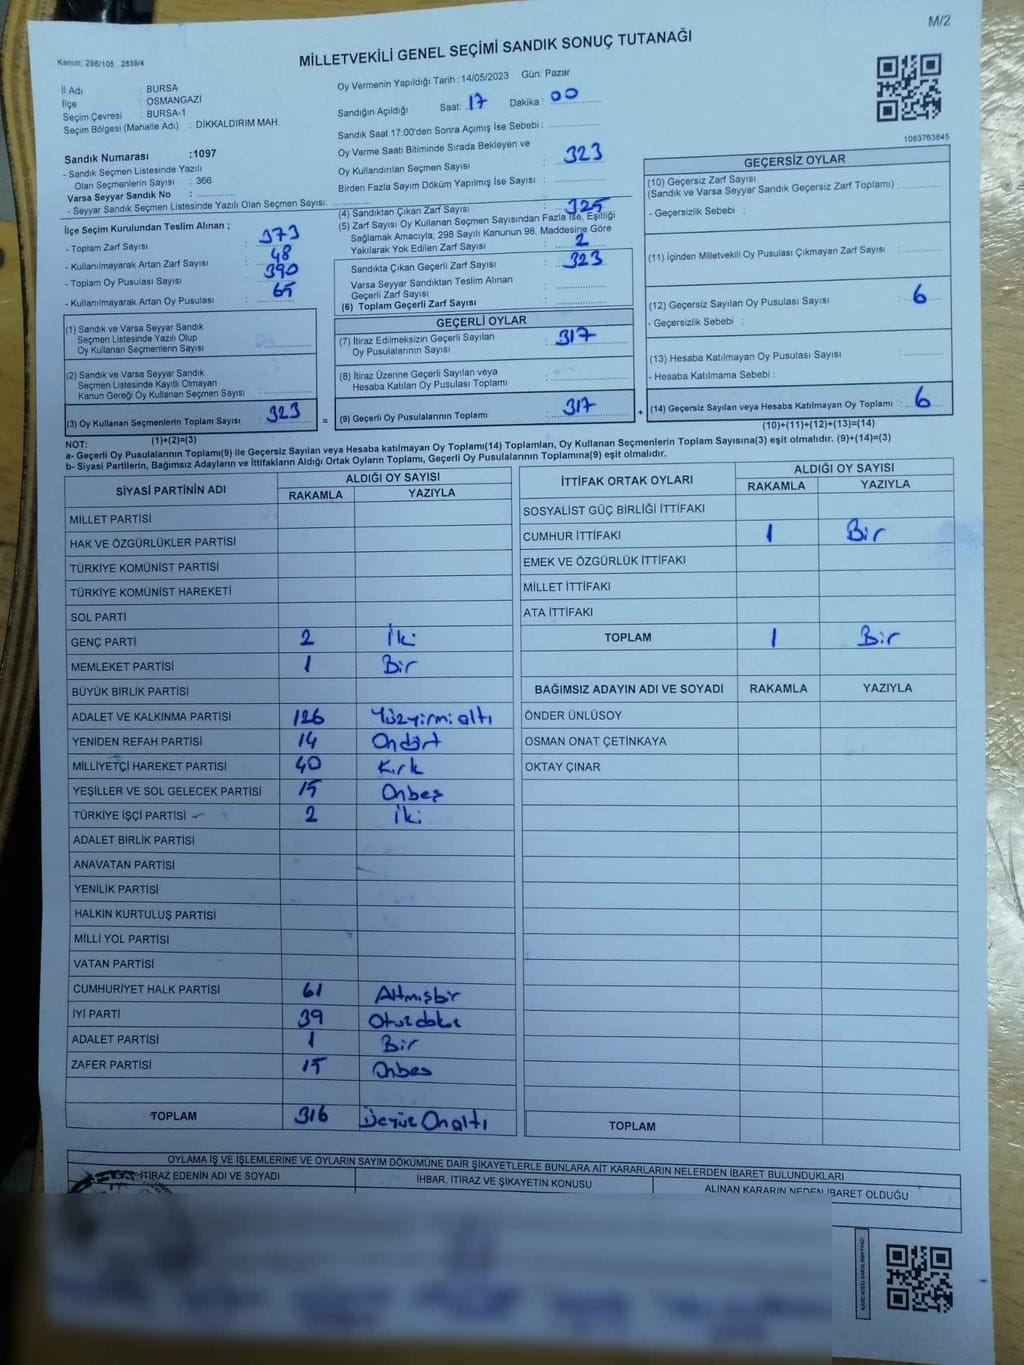 M/2
Kanun: 298/105 , 2839/4
MİLLETVEKİLİ GENEL SEÇİMİ SANDIK SONUÇ TUTANAĞI
İl Adı : BURSA
İlçe : OSMANGAZİ
Seçim Çevresi : BURSA-1
Seçim Bölgesi (Mahalle Adı) : DİKKALDIRIM MAH.
Sandık Numarası :1097
- Sandık Seçmen Listesinde Yazılı
Olan Seçmenlerin Sayısı : 366
Varsa Seyyar Sandık No :
- Seyyar Sandık Seçmen Listesinde Yazılı Olan Seçmen Sayısı:
Oy Vermenin Yapıldığı Tarih : 14/05/2023 Gün: Pazar
Sandığın Açıldığı Saat: 17 Dakika : 00
Sandık Saat 17:00'den Sonra Açımış İse Sebebi :
Oy Verme Saati Bitiminde Sırada Bekleyen ve
Oy Kullandırılan Seçmen Sayısı : 323
Birden Fazla Sayım Döküm Yapılmış İse Sayısı :
1063763845
İlçe Seçim Kurulundan Teslim Alınan ;
- Toplam Zarf Sayısı : 373
- Kullanılmayarak Artan Zarf Sayısı : 48
- Toplam Oy Pusulası Sayısı : 390
- Kullanılmayarak Artan Oy Pusulası : 65
(1) Sandık ve Varsa Seyyar Sandık
Seçmen Listesinde Yazılı Olup
Oy Kullanan Seçmenlerin Sayısı :
(2) Sandık ve Varsa Seyyar Sandık
Seçmen Listesinde Kayıtlı Olmayan
Kanun Gereği Oy Kullanan Seçmen Sayısı :
(3) Oy Kullanan Seçmenlerin Toplam Sayısı : 323
(1)+(2)=(3)
(4) Sandıktan Çıkan Zarf Sayısı : 325
(5) Zarf Sayısı Oy Kullanan Seçmen Sayısından Fazla İse, Eşitliği
Sağlamak Amacıyla, 298 Sayılı Kanunun 98. Maddesine Göre
Yakılarak Yok Edilen Zarf Sayısı : 2
Sandıkta Çıkan Geçerli Zarf Sayısı : 323
Varsa Seyyar Sandıktan Teslim Alınan
Geçerli Zarf Sayısı :
(6) Toplam Geçerli Zarf Sayısı :
GEÇERLİ OYLAR
(7) İtiraz Edilmeksizin Geçerli Sayılan
Oy Pusulalarının Sayısı : 317
(8) İtiraz Üzerine Geçerli Sayılan veya
Hesaba Katılan Oy Pusulası Toplamı :
= (9) Geçerli Oy Pusulalarının Toplamı : 317
GEÇERSİZ OYLAR
(10) Geçersiz Zarf Sayısı
(Sandık ve Varsa Seyyar Sandık Geçersiz Zarf Toplamı) :
- Geçersizlik Sebebi :
(11) İçinden Milletvekili Oy Pusulası Çıkmayan Zarf Sayısı :
(12) Geçersiz Sayılan Oy Pusulası Sayısı : 6
- Geçersizlik Sebebi :
(13) Hesaba Katılmayan Oy Pusulası Sayısı :
- Hesaba Katılmama Sebebi :
+ (14) Geçersiz Sayılan veya Hesaba Katılmayan Oy Toplamı : 6
(10)+(11)+(12)+(13)=(14)
NOT:
a- Geçerli Oy Pusulalarının Toplamı(9) ile Geçersiz Sayılan veya Hesaba katılmayan Oy Toplamı(14) Toplamları, Oy Kullanan Seçmenlerin Toplam Sayısına(3) eşit olmalıdır. (9)+(14)=(3)
b- Siyasi Partilerin, Bağımsız Adayların ve İttifakların Aldığı Ortak Oyların Toplamı, Geçerli Oy Pusulalarının Toplamına(9) eşit olmalıdır.
SİYASİ PARTİNİN ADI ALDIĞI OY SAYISI
RAKAMLA YAZIYLA
MİLLET PARTİSİ
HAK VE ÖZGÜRLÜKLER PARTİSİ
TÜRKİYE KOMÜNİST PARTİSİ
TÜRKİYE KOMÜNİST HAREKETİ
SOL PARTİ
GENÇ PARTİ 2 İki
MEMLEKET PARTİSİ 1 Bir
BÜYÜK BİRLİK PARTİSİ
ADALET VE KALKINMA PARTİSİ 126 Yüzyirmialtı
YENİDEN REFAH PARTİSİ 14 Ondört
MİLLİYETÇİ HAREKET PARTİSİ 40 Kırk
YEŞİLLER VE SOL GELECEK PARTİSİ 15 Onbeş
TÜRKİYE İŞÇİ PARTİSİ 2 İki
ADALET BİRLİK PARTİSİ
ANAVATAN PARTİSİ
YENİLİK PARTİSİ
HALKIN KURTULUŞ PARTİSİ
MİLLİ YOL PARTİSİ
VATAN PARTİSİ
CUMHURİYET HALK PARTİSİ 61 Altmışbir
İYİ PARTİ 39 Otuzdokuz
ADALET PARTİSİ 1 Bir
ZAFER PARTİSİ 15 Onbes
TOPLAM 316 Üçyüz Onaltı
İTTİFAK ORTAK OYLARI ALDIĞI OY SAYISI
RAKAMLA YAZIYLA
SOSYALİST GÜÇ BİRLİĞİ İTTİFAKI
CUMHUR İTTİFAKI 1 Bir
EMEK VE ÖZGÜRLÜK İTTİFAKI
MİLLET İTTİFAKI
ATA İTTİFAKI
TOPLAM 1 Bir
BAĞIMSIZ ADAYIN ADI VE SOYADI RAKAMLA YAZIYLA
ÖNDER ÜNLÜSOY
OSMAN ONAT ÇETİNKAYA
OKTAY ÇINAR
TOPLAM
OYLAMA İŞ VE İŞLEMLERİNE VE OYLARIN SAYIM DÖKÜMÜNE DAİR ŞİKAYETLERLE BUNLARA AİT KARARLARIN NELERDEN İBARET BULUNDUKLARI
İTİRAZ EDENİN ADI VE SOYADI İHBAR, İTİRAZ VE ŞİKAYETİN KONUSU ALINAN KARARIN NEDEN İBARET OLDUĞU